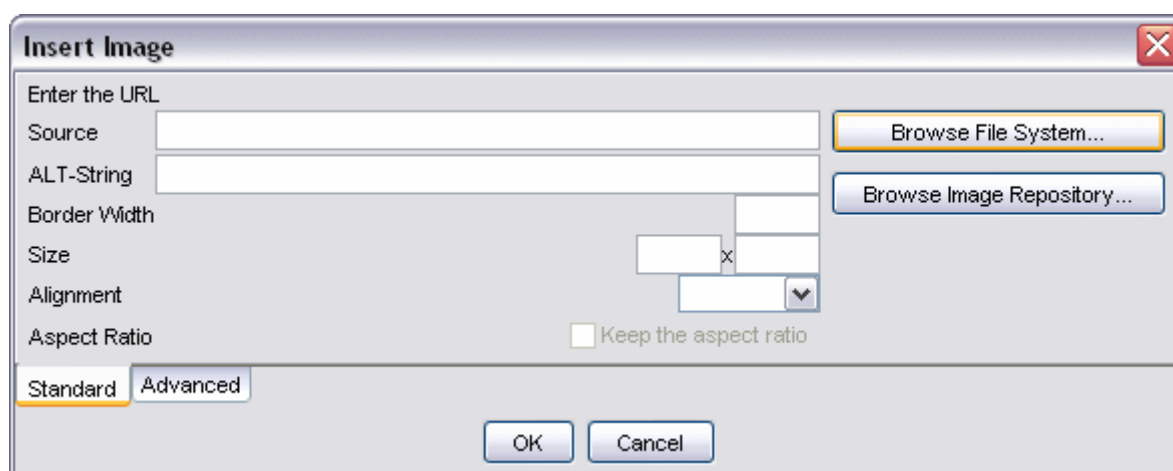 Insert Image
Enter the URL
Source
Browse File System...
ALT-String
Browse Image Repository...
Border Width
Size
x
Alignment
Aspect Ratio
Keep the aspect ratio
Standard
Advanced
OK
Cancel